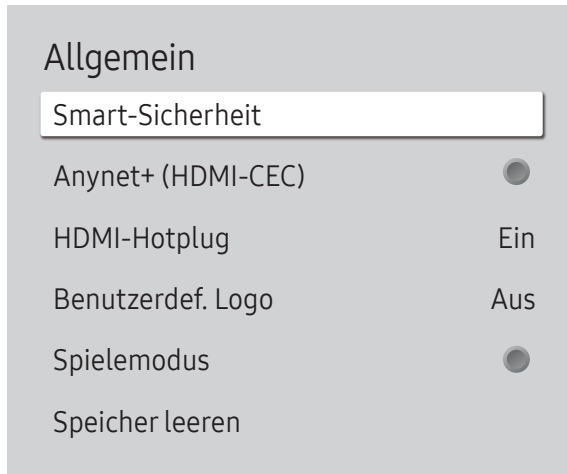 Allgemein
Smart-Sicherheit
Anynet+ (HDMI-CEC)
HDMI-Hotplug Ein
Benutzerdef. Logo Aus
Spielemodus
Speicher leeren